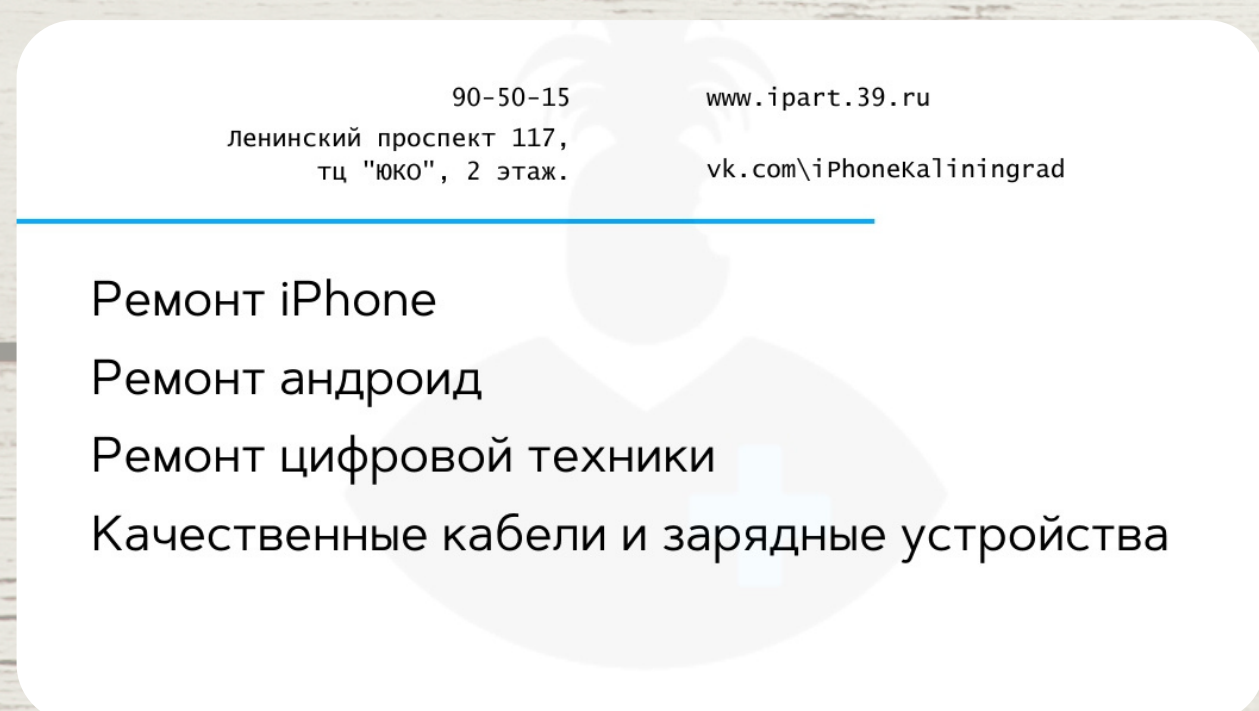 90-50-15
Ленинский проспект 117,
тц "ЮКО", 2 этаж.
www.ipart.39.ru
vk.com\iPhoneKaliningrad
Ремонт iPhone
Ремонт андроид
Ремонт цифровой техники
Качественные кабели и зарядные устройства